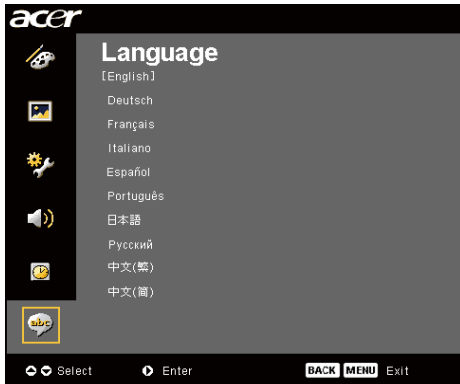 acer
Language
[English]
Deutsch
Français
Italiano
Español
Português
日本語
Русский
中文(繁)
中文(简)
abc
Select Enter BACK MENU Exit